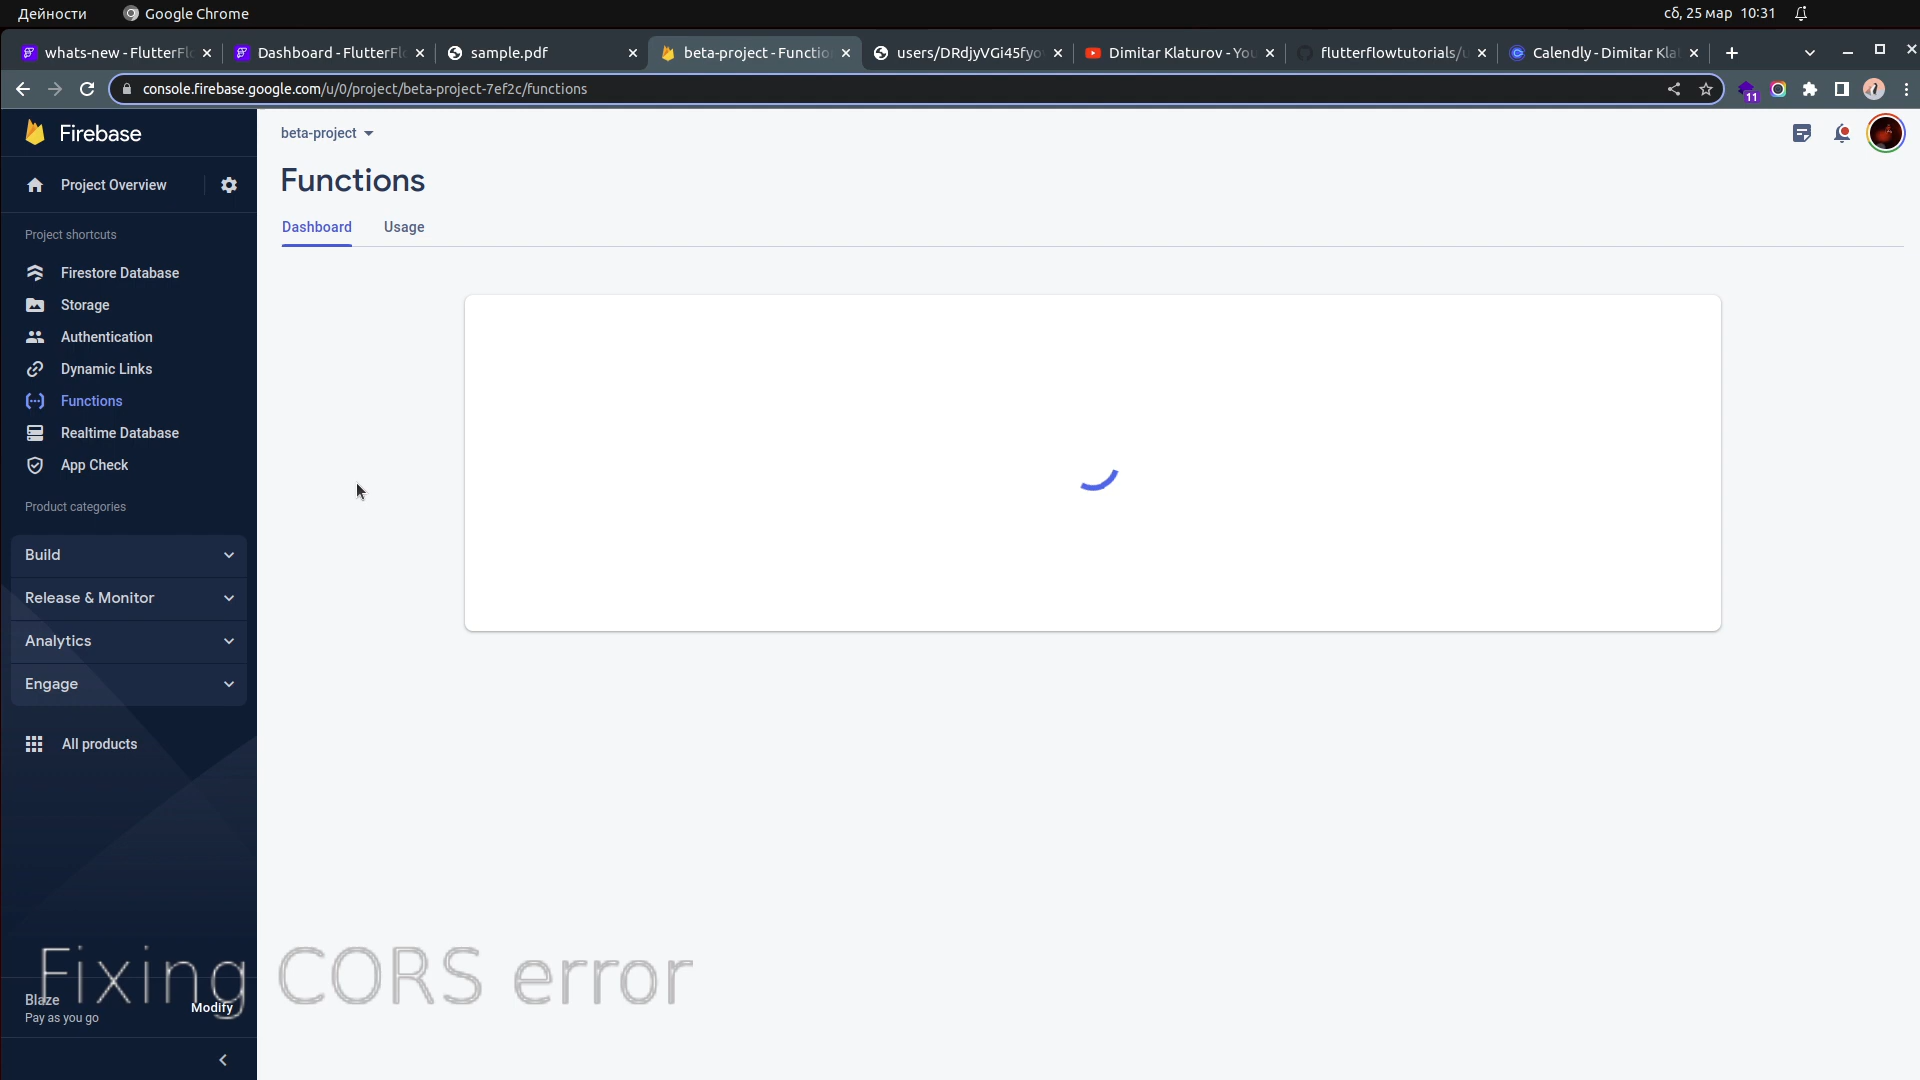 Дейности
Google Chrome
сб, 25 мар 10:31
whats-new - FlutterFl
Dashboard - FlutterFl
sample.pdf
beta-project - Functio
users/DRdjyVGi45fyo
Dimitar Klaturov - You
flutterflowtutorials/u
Calendly - Dimitar Kla
console.firebase.google.com/u/0/project/beta-project-7ef2c/functions
11
Firebase
beta-project
Project Overview
Functions
Dashboard
Usage
Project shortcuts
Firestore Database
Storage
Authentication
Dynamic Links
Functions
Realtime Database
App Check
Product categories
Build
Release & Monitor
Analytics
Engage
All products
Fixing CORS error
Blaze
Pay as you go
Modify